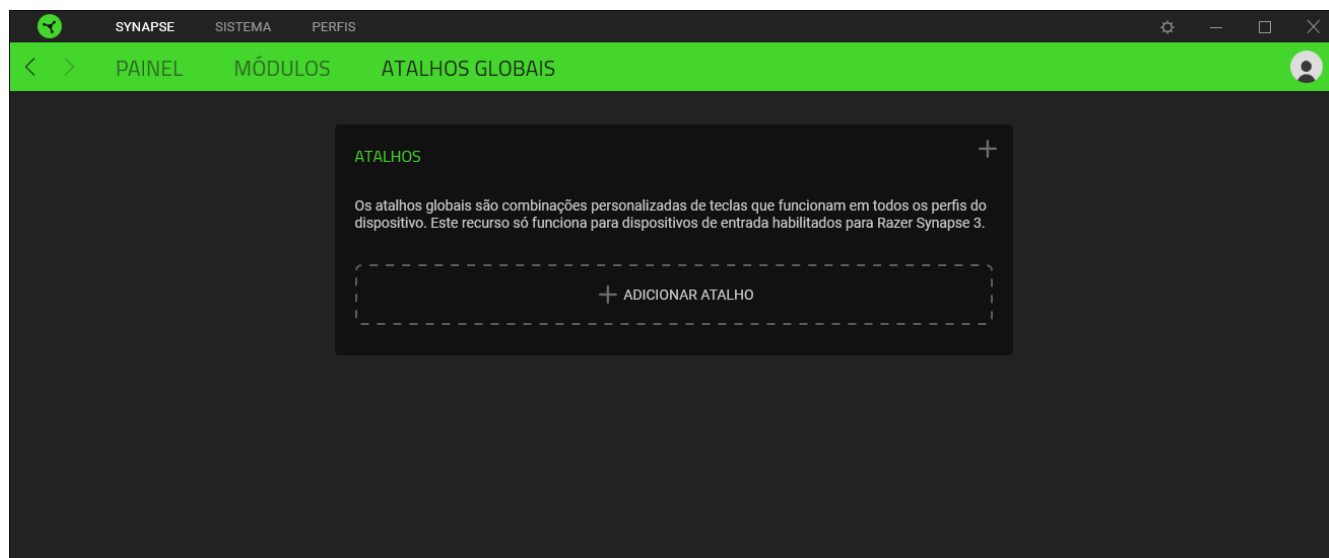 SYNAPSE SISTEMA PERFIS
PAINEL MÓDULOS ATALHOS GLOBAIS
ATALHOS
Os atalhos globais são combinações personalizadas de teclas que funcionam em todos os perfis do
dispositivo. Este recurso só funciona para dispositivos de entrada habilitados para Razer Synapse 3.
ADICIONAR ATALHO